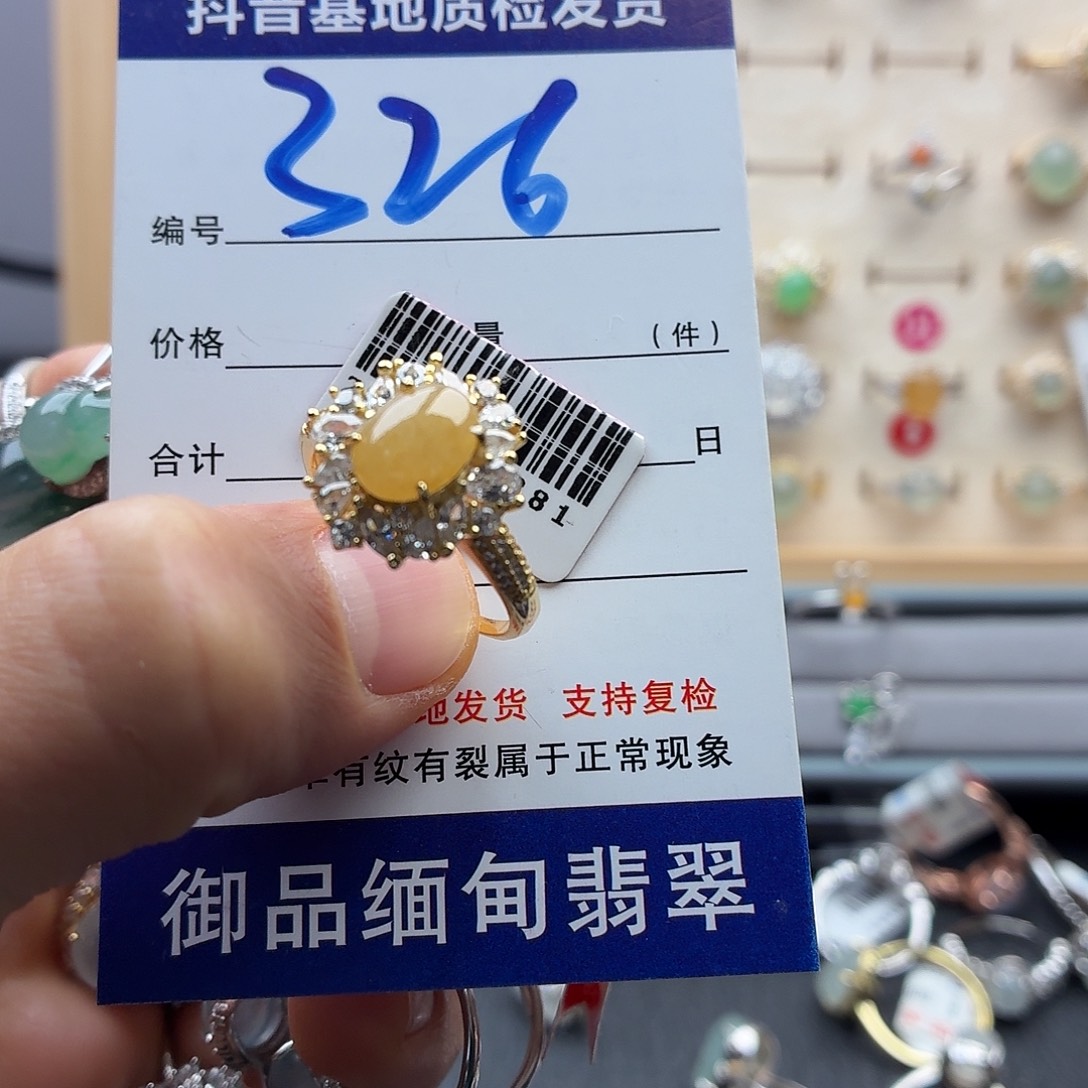 抖音基地质检发货
编号 326
价格 量 (件)
合计 日
81
地发货 支持复检
有纹有裂属于正常现象
御品缅甸翡翠